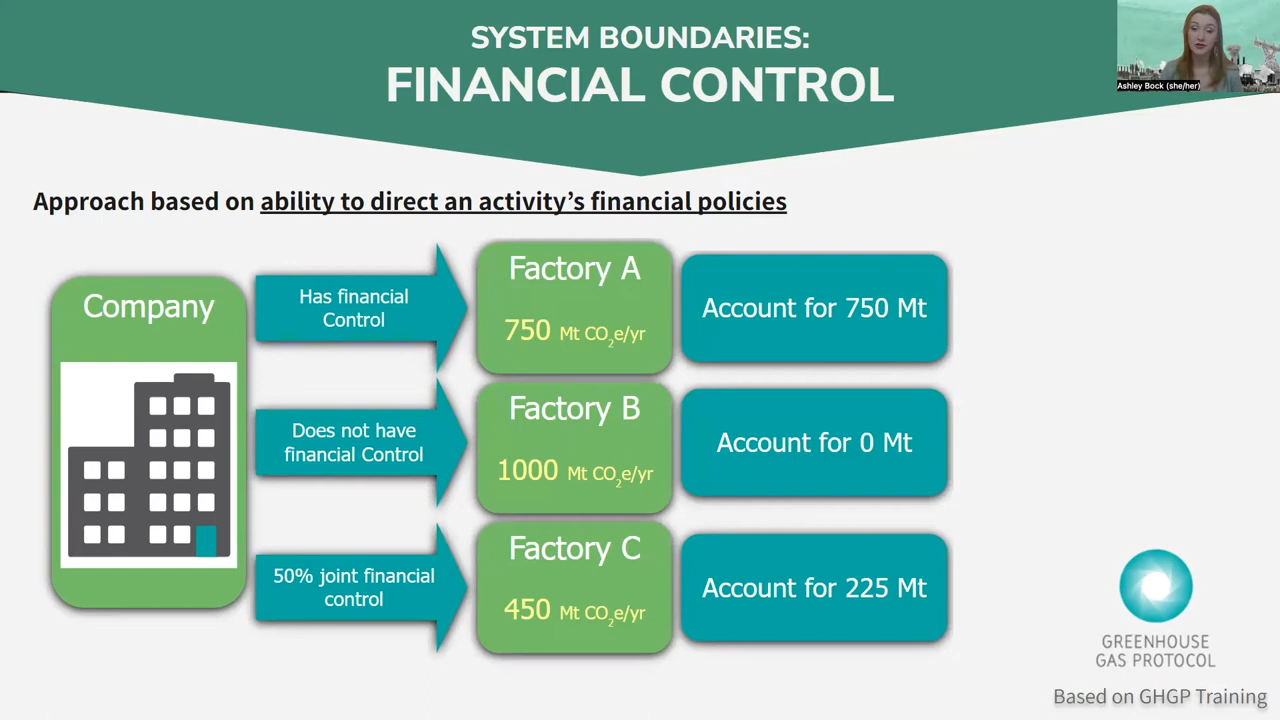 SYSTEM BOUNDARIES:
FINANCIAL CONTROL
Ashley Bock (she/her)
Approach based on ability to direct an activity's financial policies
Company
Has financial
Control
Factory A
750 Mt CO2e/yr
Account for 750 Mt
Does not have
financial Control
Factory B
1000 Mt CO2e/yr
Account for 0 Mt
50% joint financial
control
Factory C
450 Mt CO2e/yr
Account for 225 Mt
GREENHOUSE
GAS PROTOCOL
Based on GHGP Training